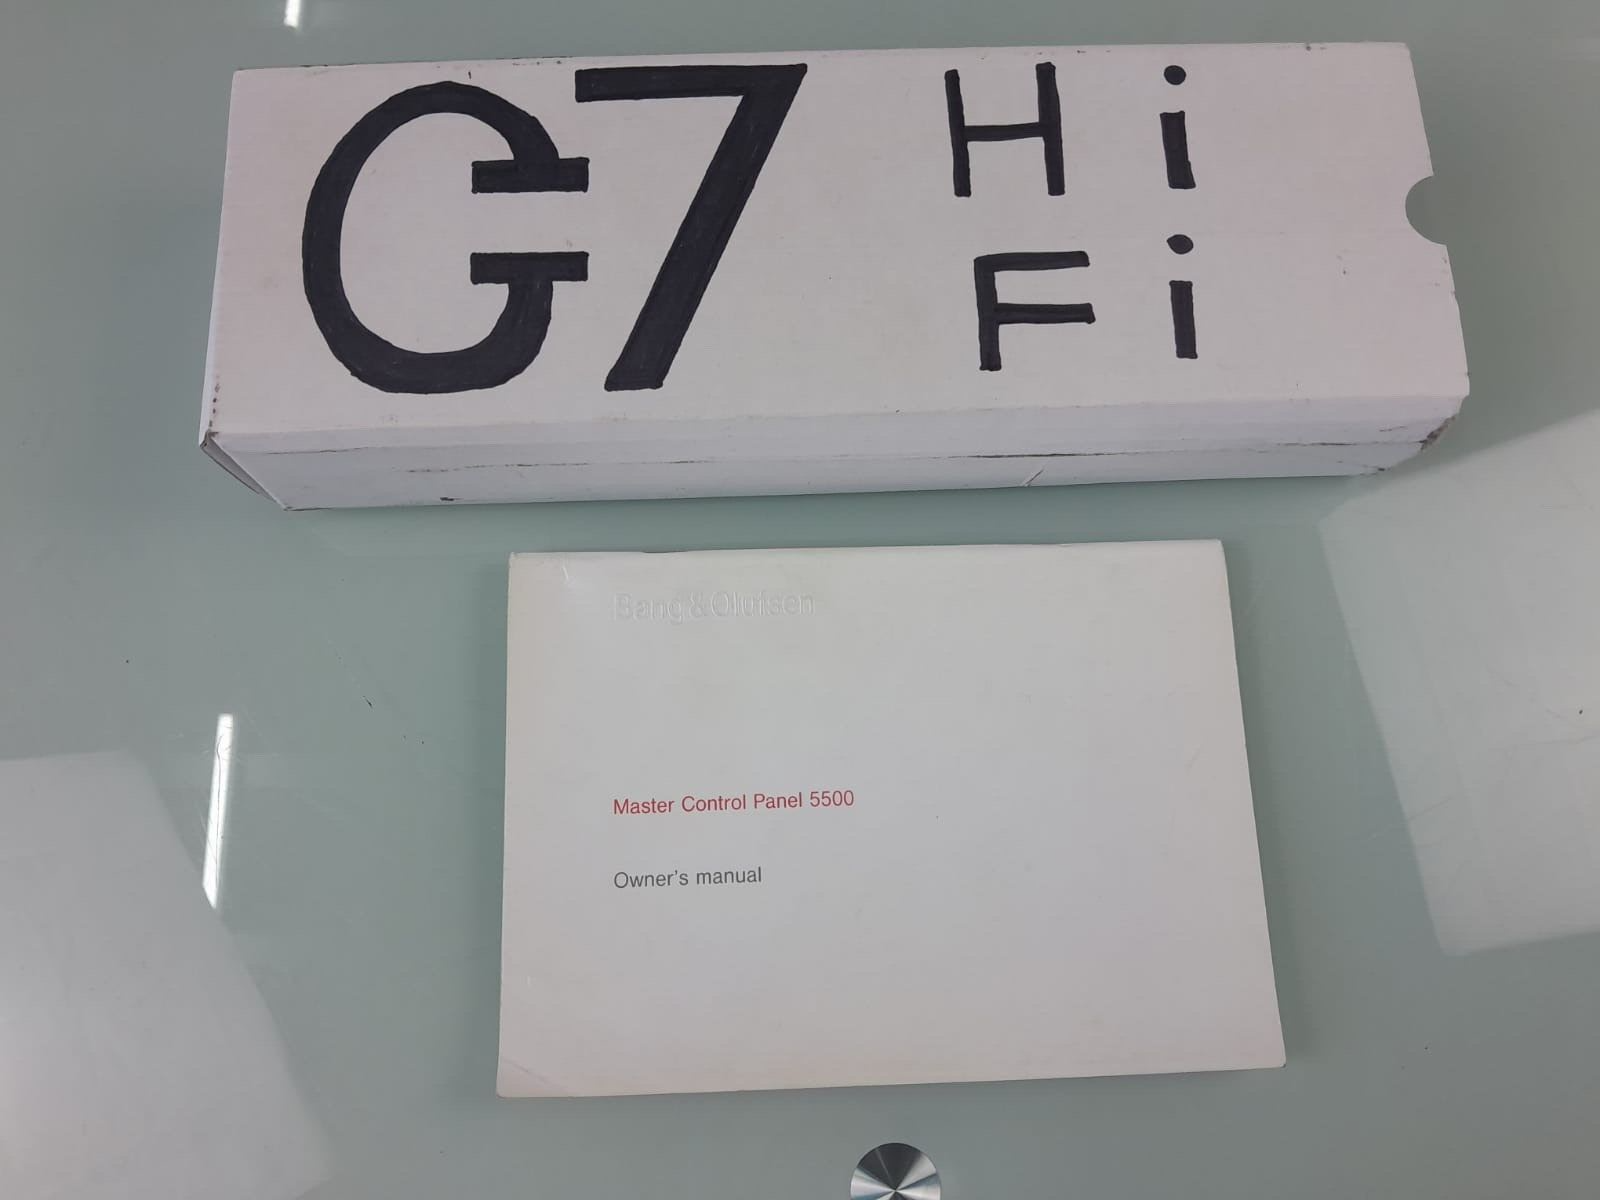 G7 Hi
Fi
Bang & Olufsen
Master Control Panel 5500
Owner's manual